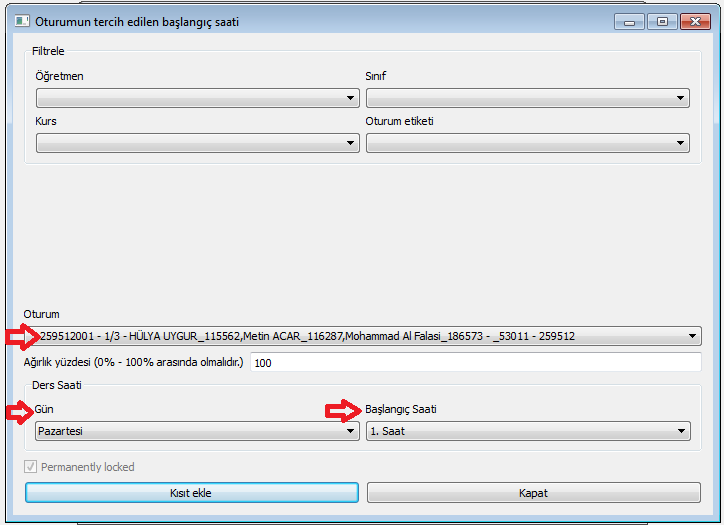 Oturumun tercih edilen başlangıç saati
Filtrele
Öğretmen
Sınıf
Kurs
Oturum etiketi
Oturum
259512001 - 1/3 - HÜLYA UYGUR_115562,Metin ACAR_116287,Mohammad Al Falasi_186573 - _53011 - 259512
Ağırlık yüzdesi (0% - 100% arasında olmalıdır.) 100
Ders Saati
Gün
Başlangıç Saati
Pazartesi
1. Saat
Permanently locked
Kısıt ekle
Kapat